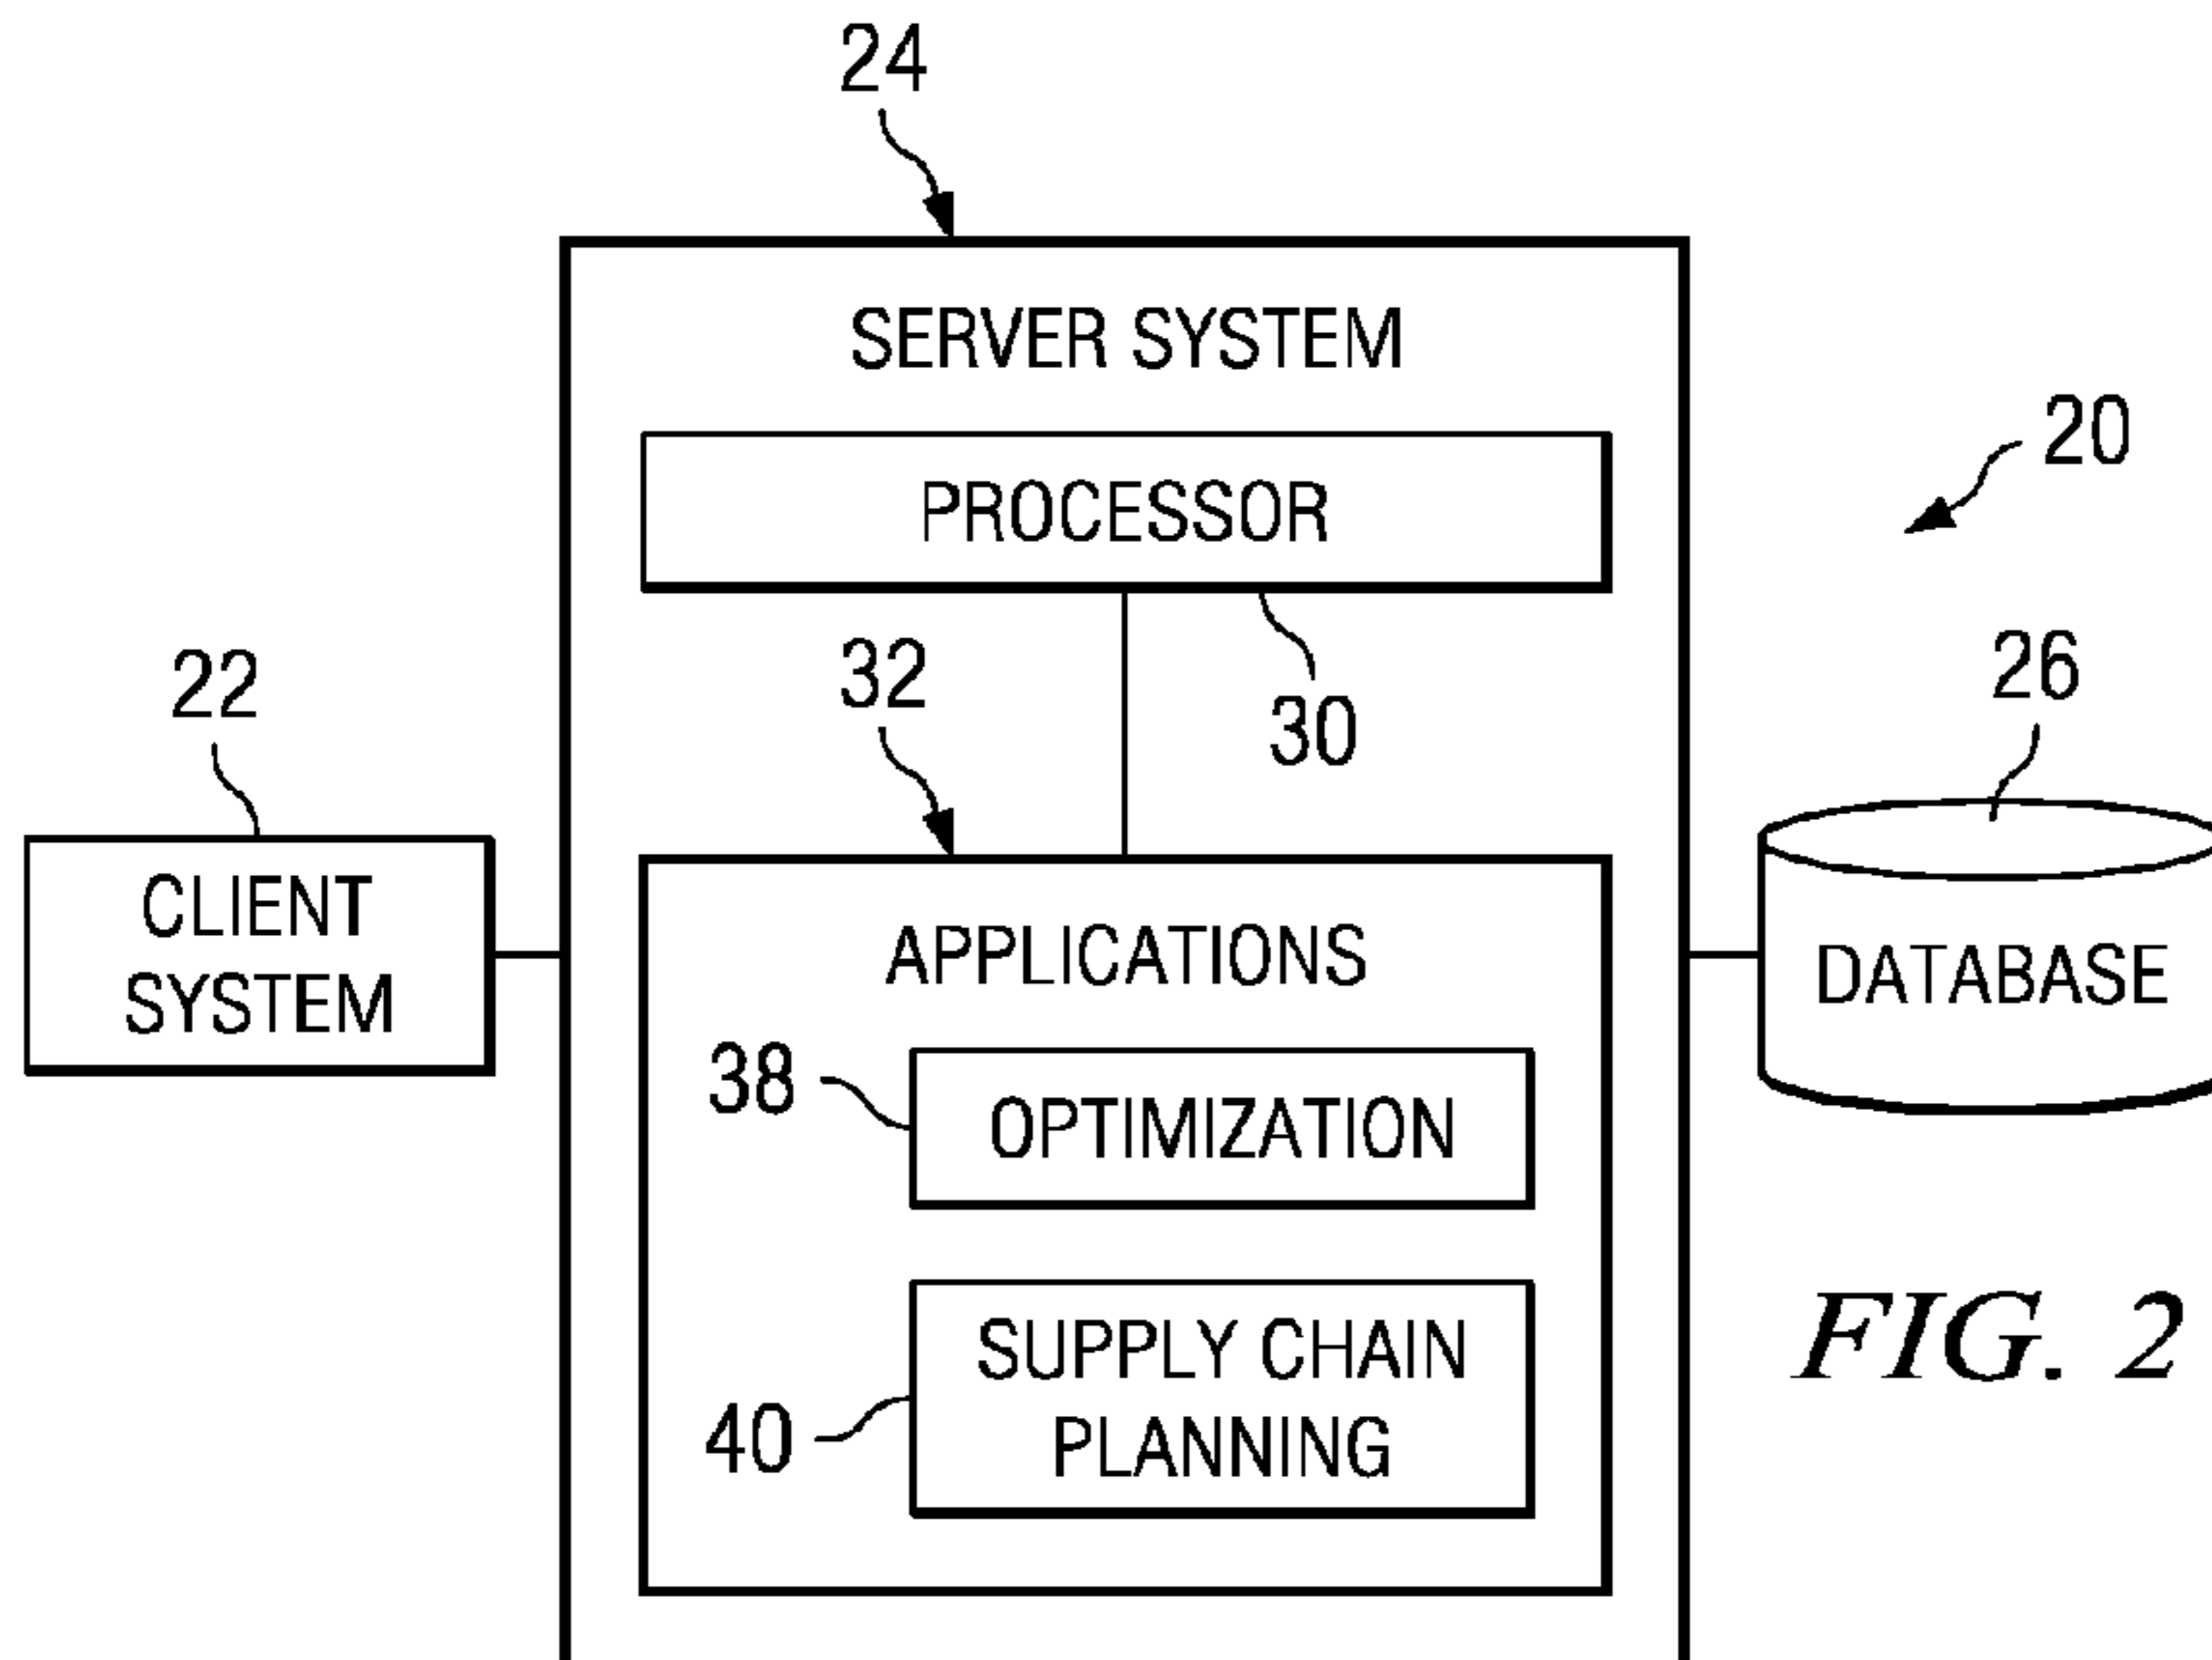 24
SERVER SYSTEM
20
PROCESSOR
32
30
22
26
CLIENT
SYSTEM
APPLICATIONS
DATABASE
38
OPTIMIZATION
40
SUPPLY CHAIN
PLANNING
FIG. 2